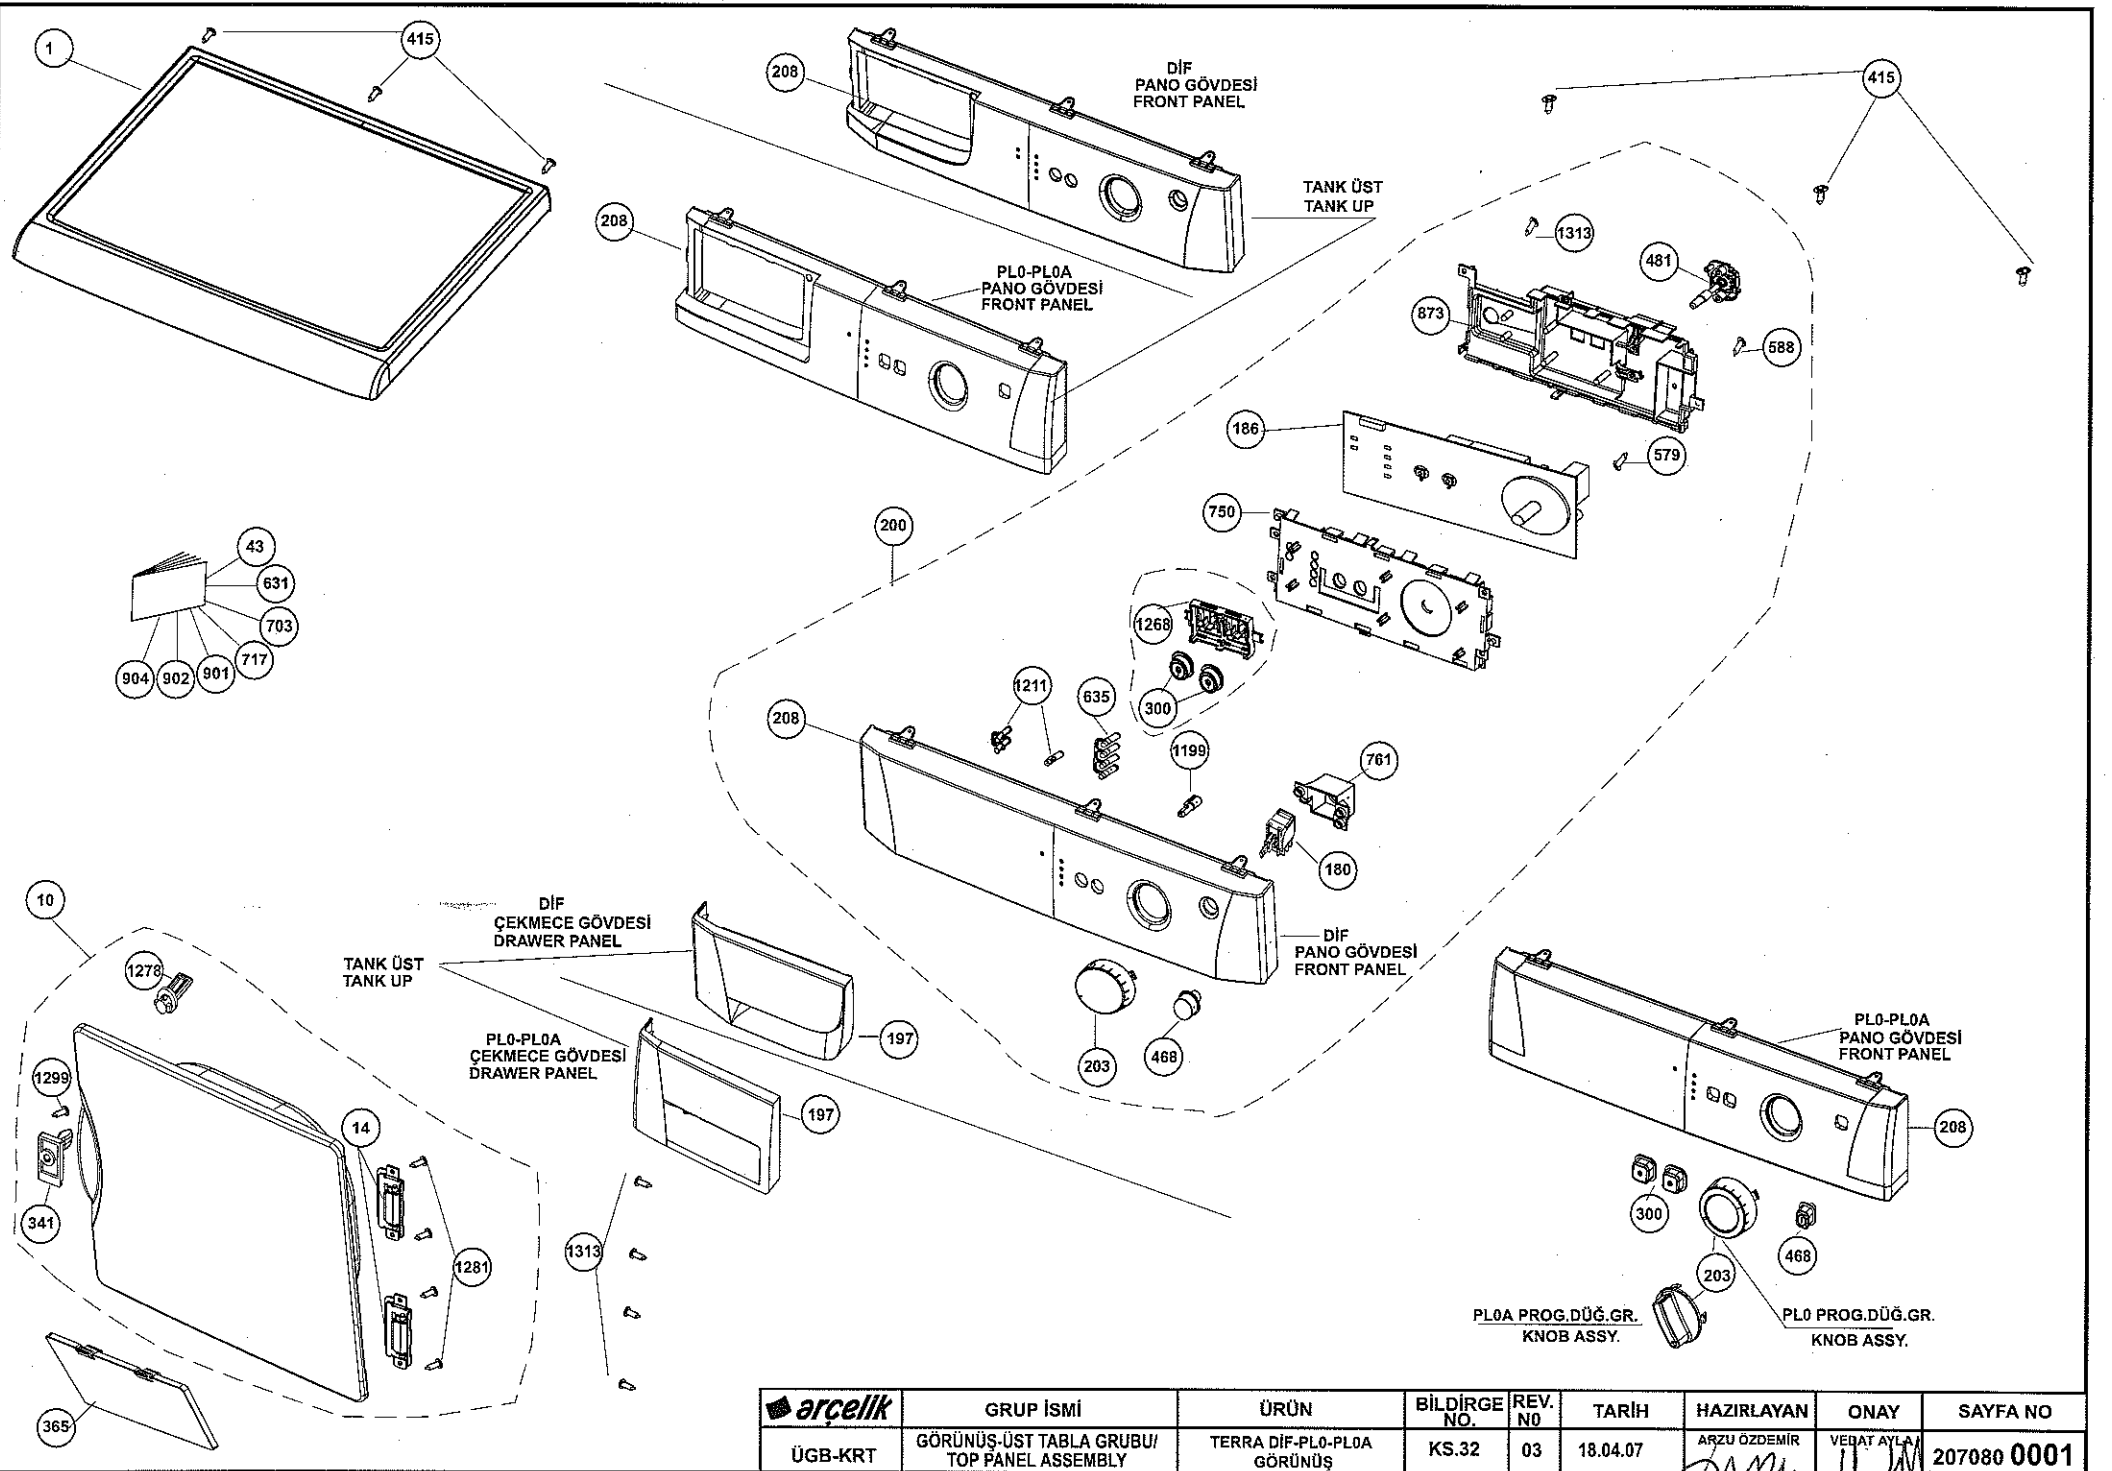 1
415
208
DİF
PANO GÖVDESİ
FRONT PANEL
415
TANK ÜST
TANK UP
208
PL0-PL0A
PANO GÖVDESİ
FRONT PANEL
1313
481
873
588
186
579
750
200
43
631
703
717
901
902
904
1268
300
1211
635
208
1199
761
180
10
DİF
ÇEKMECE GÖVDESİ
DRAWER PANEL
TANK ÜST
TANK UP
1278
DİF
PANO GÖVDESİ
FRONT PANEL
197
PL0-PL0A
ÇEKMECE GÖVDESİ
DRAWER PANEL
203
468
PL0-PL0A
PANO GÖVDESİ
FRONT PANEL
1299
197
14
208
341
300
1281
1313
468
203
PL0A PROG.DÜĞ.GR.
KNOB ASSY.
PL0 PROG.DÜĞ.GR.
KNOB ASSY.
365
arçelik
GRUP İSMİ
ÜRÜN
BİLDİRGE NO.
REV. N0
TARİH
HAZIRLAYAN
ONAY
SAYFA NO
ÜGB-KRT
GÖRÜNÜŞ-ÜST TABLA GRUBU/
TOP PANEL ASSEMBLY
TERRA DİF-PL0-PL0A
GÖRÜNÜŞ
KS.32
03
18.04.07
ARZU ÖZDEMİR
VEDAT AYLA
207080 0001